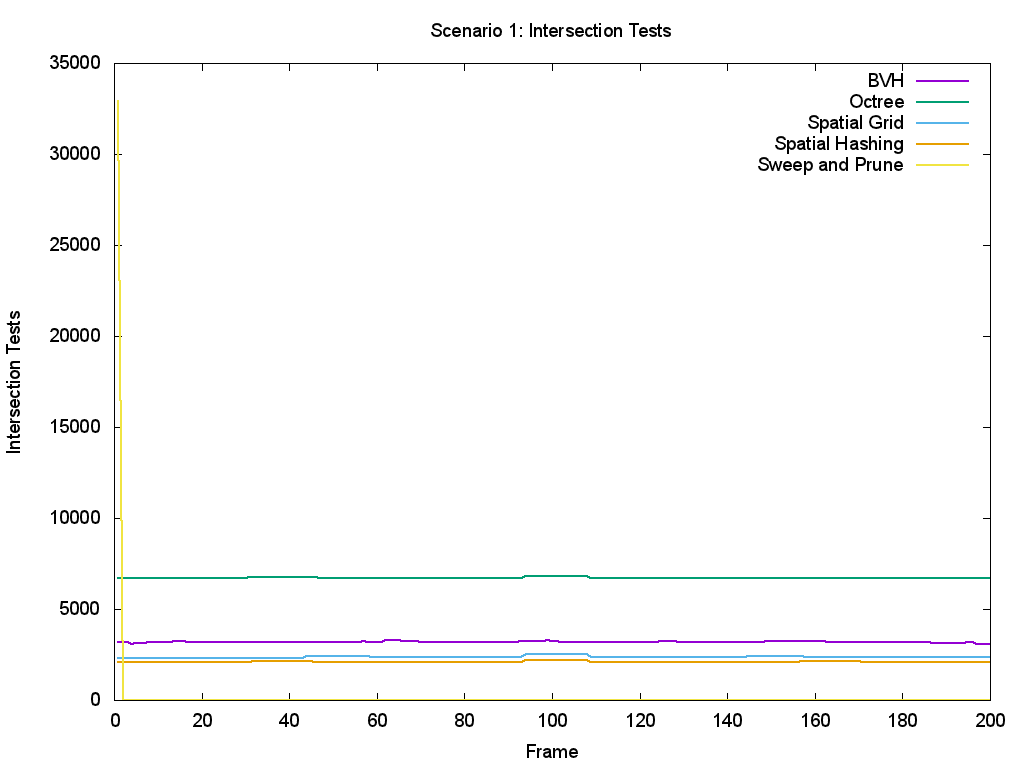 Scenario 1: Intersection Tests
35000
30000
25000
20000
15000
10000
5000
0
Intersection Tests
BVH
Octree
Spatial Grid
Spatial Hashing
Sweep and Prune
0 20 40 60 80 100 120 140 160 180 200
Frame